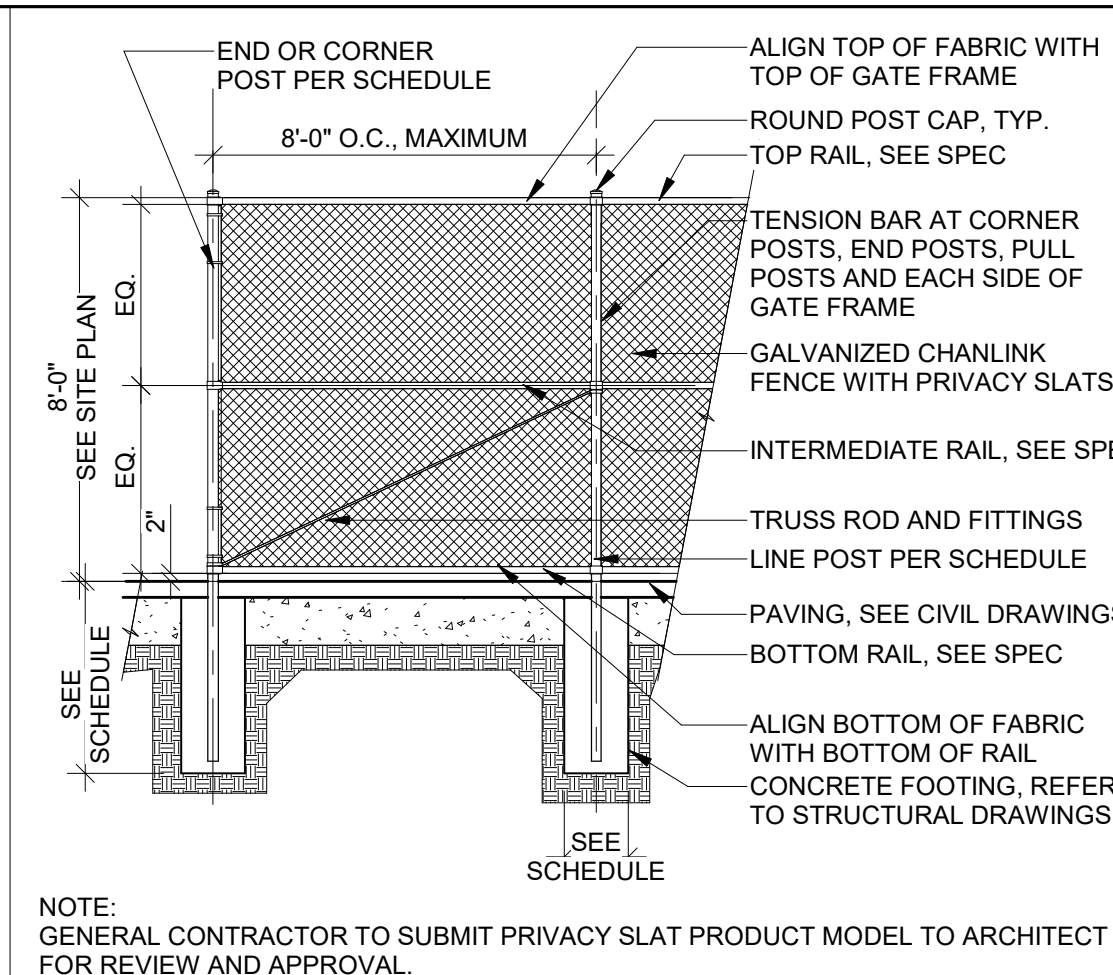 END OR CORNER
POST PER SCHEDULE
8'-0" O.C., MAXIMUM
8'-0"
SEE SITE PLAN
EQ.
EQ.
2"
SEE
SCHEDULE
SEE
SCHEDULE
ALIGN TOP OF FABRIC WITH
TOP OF GATE FRAME
ROUND POST CAP, TYP.
TOP RAIL, SEE SPEC
TENSION BAR AT CORNER
POSTS, END POSTS, PULL
POSTS AND EACH SIDE OF
GATE FRAME
GALVANIZED CHANLINK
FENCE WITH PRIVACY SLATS
INTERMEDIATE RAIL, SEE SPE
TRUSS ROD AND FITTINGS
LINE POST PER SCHEDULE
PAVING, SEE CIVIL DRAWINGS
BOTTOM RAIL, SEE SPEC
ALIGN BOTTOM OF FABRIC
WITH BOTTOM OF RAIL
CONCRETE FOOTING, REFER
TO STRUCTURAL DRAWINGS
NOTE:
GENERAL CONTRACTOR TO SUBMIT PRIVACY SLAT PRODUCT MODEL TO ARCHITECT
FOR REVIEW AND APPROVAL.